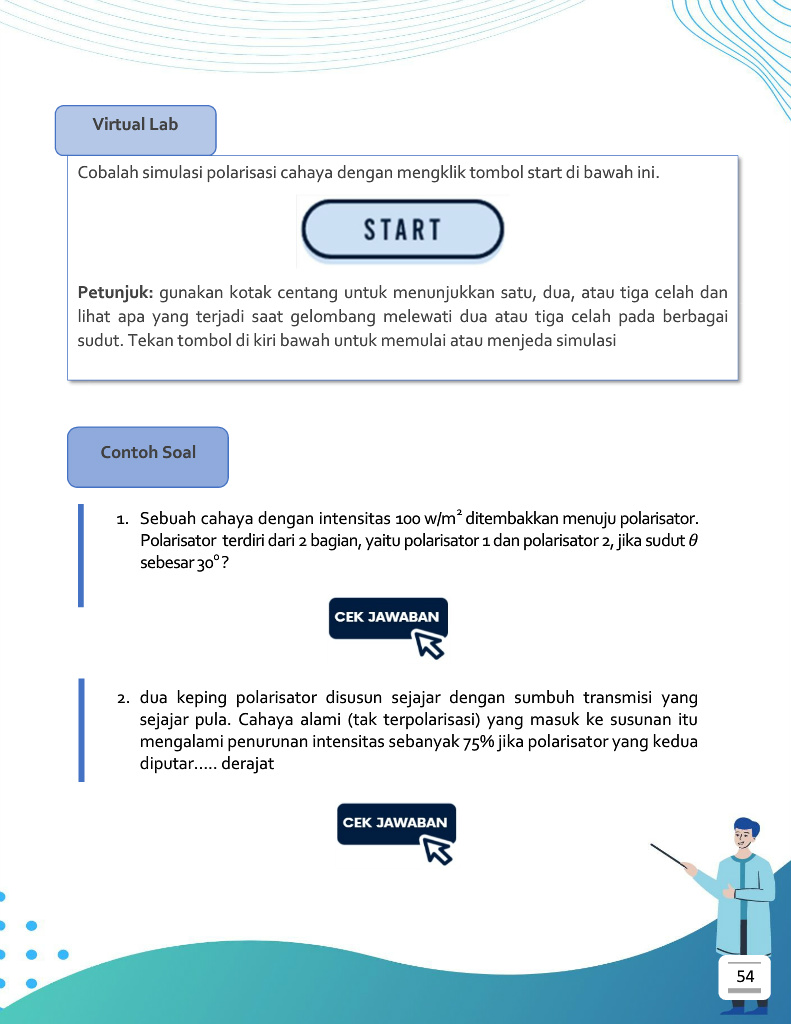 Virtual Lab
Cobalah simulasi polarisasi cahaya dengan mengklik tombol start di bawah ini.
START
Petunjuk: gunakan kotak centang untuk menunjukkan satu, dua, atau tiga celah dan
lihat apa yang terjadi saat gelombang melewati dua atau tiga celah pada berbagai
sudut. Tekan tombol di kiri bawah untuk memulai atau menjeda simulasi
Contoh Soal
1. Sebuah cahaya dengan intensitas 100 w/m² ditembakkan menuju polarisator.
Polarisator terdiri dari 2 bagian, yaitu polarisator 1 dan polarisator 2, jika sudut θ
sebesar 30⁰ ?
CEK JAWABAN
2. dua keping polarisator disusun sejajar dengan sumbuh transmisi yang
sejajar pula. Cahaya alami (tak terpolarisasi) yang masuk ke susunan itu
mengalami penurunan intensitas sebanyak 75% jika polarisator yang kedua
diputar..... derajat
CEK JAWABAN
54